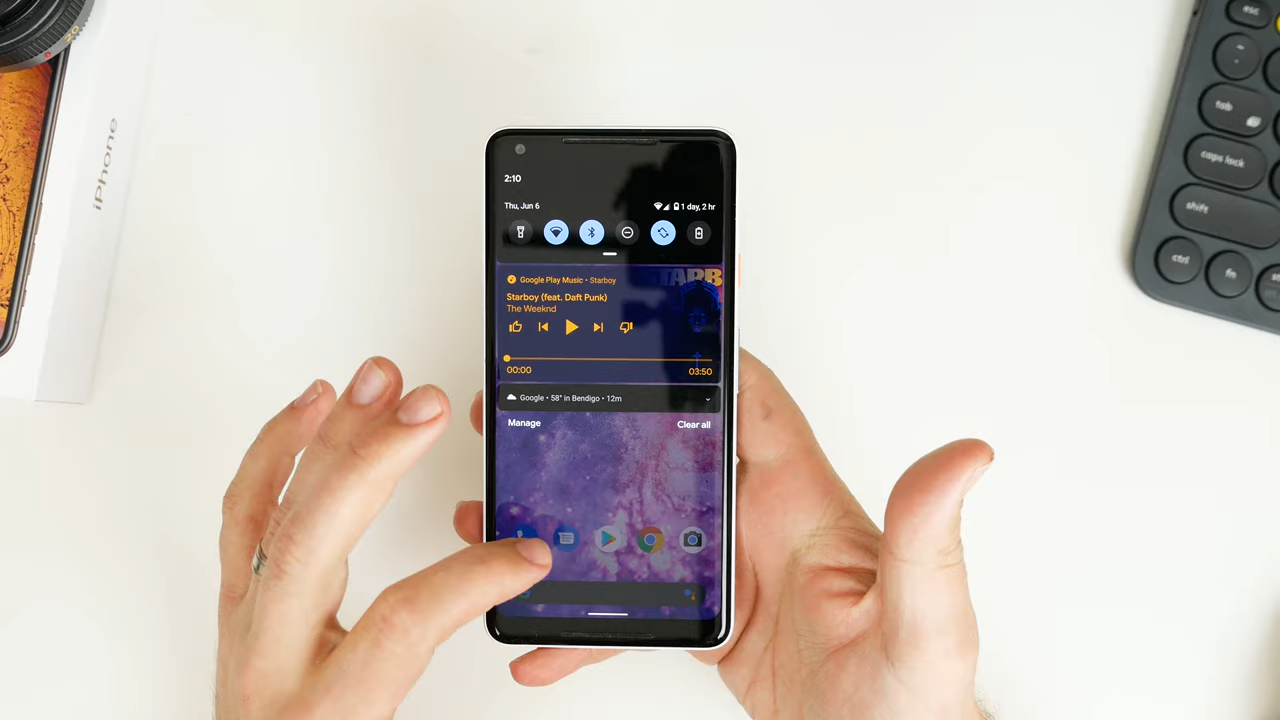 iPhone
2:10
Thu, Jun 6
1 day, 2 hr
Google Play Music • Starboy
STARB
Starboy (feat. Daft Punk)
The Weeknd
00:00
03:50
Google • 58° in Bendigo • 12m
Manage
Clear all
esc
tab
caps lock
shift
ctrl
fn